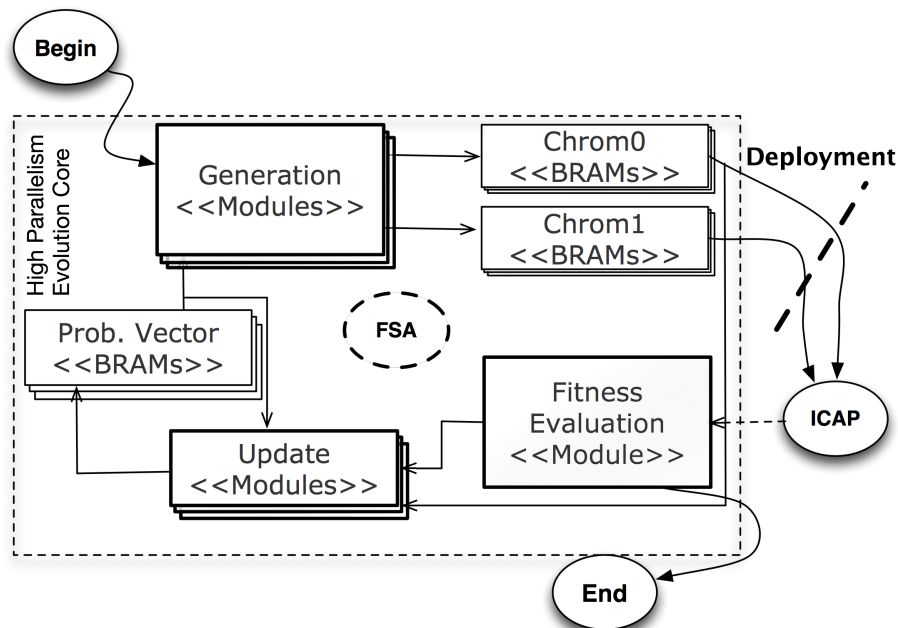 Begin
High Parallelism
Evolution Core
Generation
<<Modules>>
Chrom0
<<BRAMs>>
Chrom1
<<BRAMs>>
Deployment
Prob. Vector
<<BRAMs>>
FSA
Update
<<Modules>>
Fitness
Evaluation
<<Module>>
ICAP
End